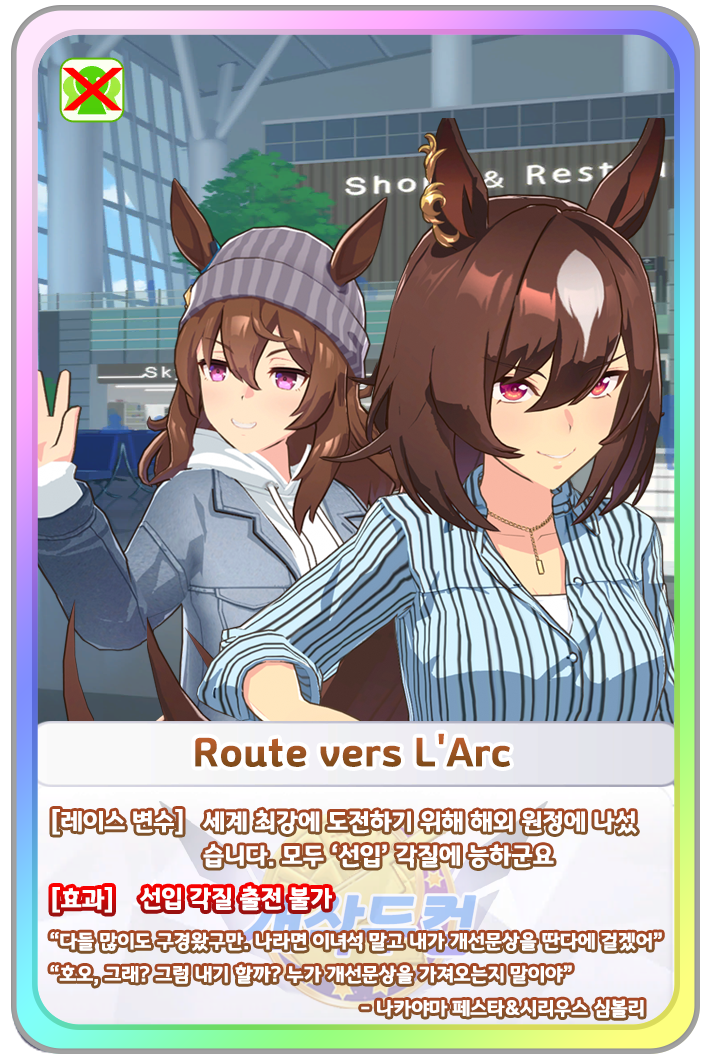 Sho & Rest
Sk
Route vers L'Arc
[레이스 변수] 세계 최강에 도전하기 위해 해외 원정에 나섰
습니다. 모두 ‘선입’ 각질에 능하군요
[효과] 선입 각질 출전 불가
“다들 많이도 구경왔구만. 나라면 이녀석 말고 내가 개선문상을 딴다에 걸겠어”
“호오, 그래? 그럼 내기 할까? 누가 개선문상을 가져오는지 말이야”
- 나카야마 페스타&시리우스 심볼리